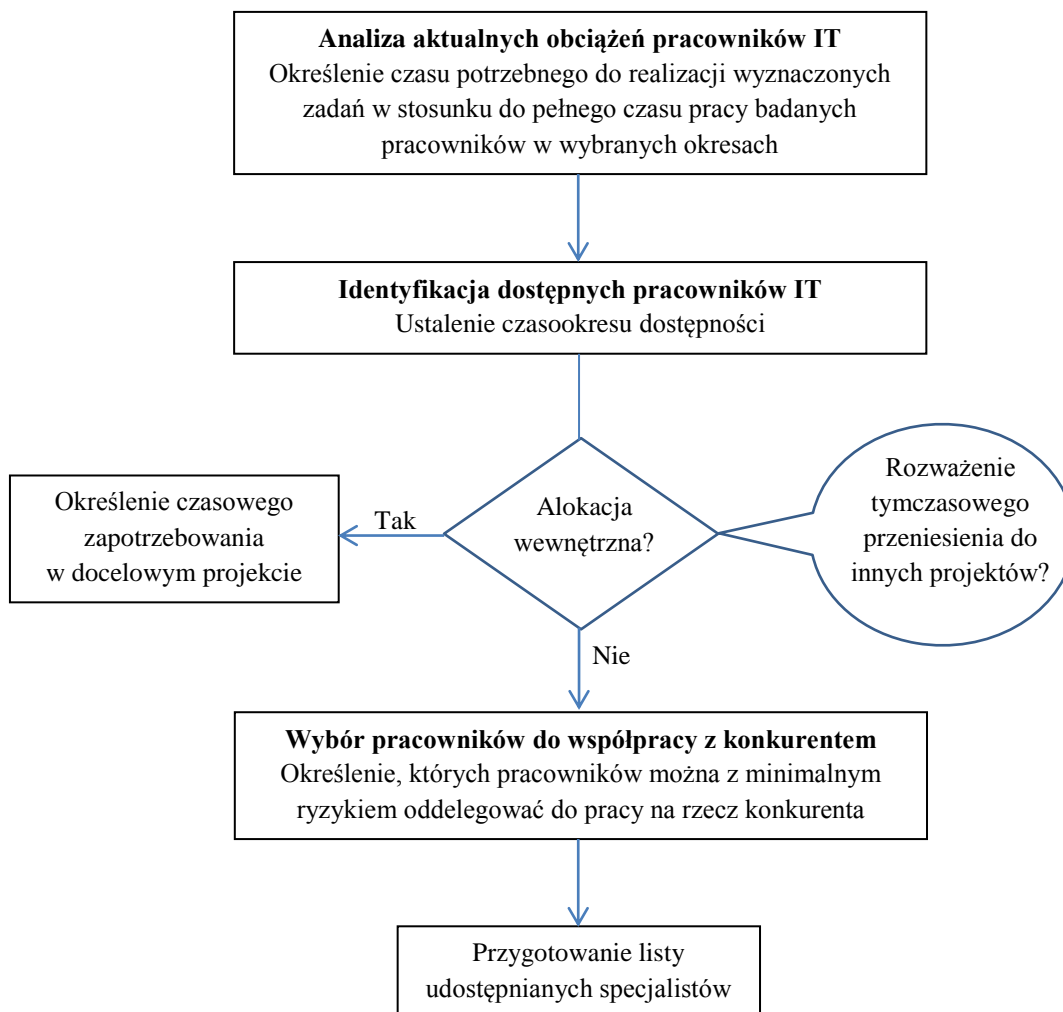 Analiza aktualnych obciążeń pracowników IT
Określenie czasu potrzebnego do realizacji wyznaczonych
zadań w stosunku do pełnego czasu pracy badanych
pracowników w wybranych okresach
Identyfikacja dostępnych pracowników IT
Ustalenie czasookresu dostępności
Alokacja
wewnętrzna?
Rozważenie
tymczasowego
przeniesienia do
innych projektów?
Tak
Określenie czasowego
zapotrzebowania
w docelowym projekcie
Nie
Wybór pracowników do współpracy z konkurentem
Określenie, których pracowników można z minimalnym
ryzykiem oddelegować do pracy na rzecz konkurenta
Przygotowanie listy
udostępnianych specjalistów